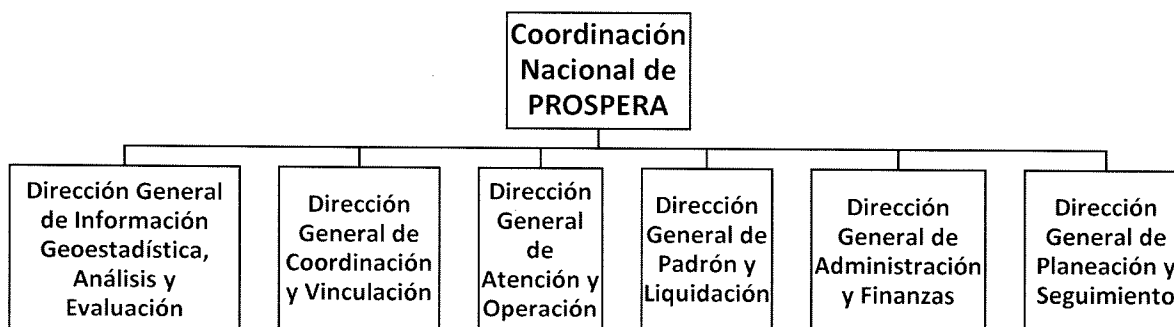 Coordinación
Nacional de
PROSPERA
Dirección General
de Información
Geoestadística,
Análisis y
Evaluación
Dirección
General de
Coordinación
y Vinculación
Dirección
General
de
Atención y
Operación
Dirección
General de
Padrón y
Liquidación
Dirección
General de
Administración
y Finanzas
Dirección
General de
Planeación y
Seguimiento